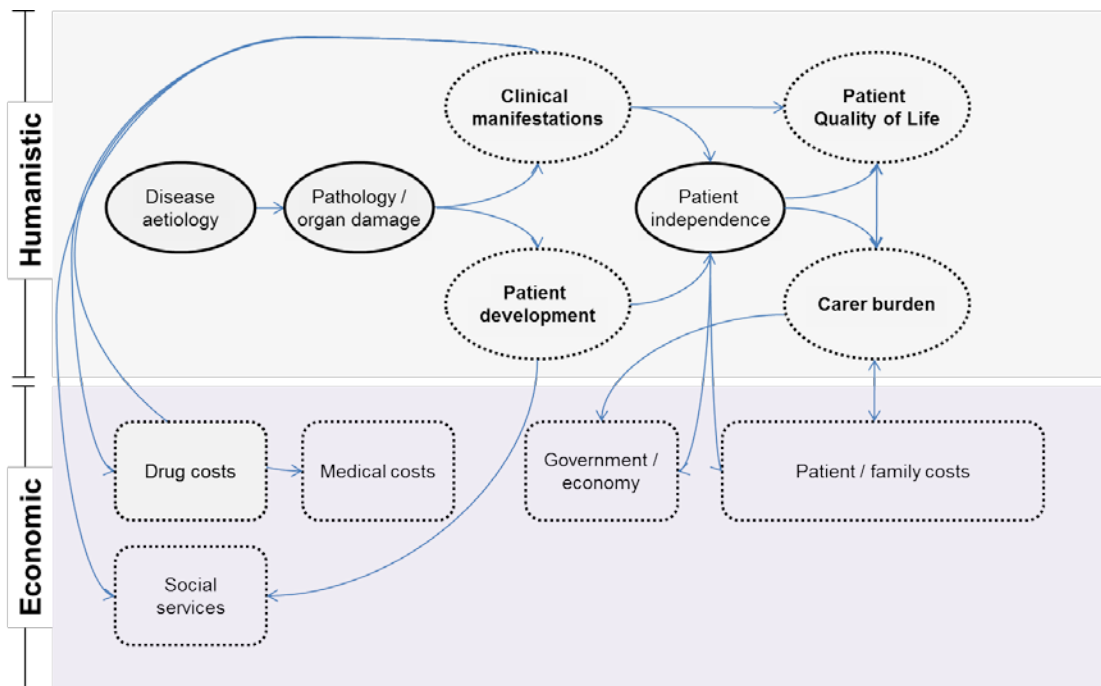 Humanistic
Clinical
manifestations
Patient
Quality of Life
Disease
aetiology
Pathology /
organ damage
Patient
independence
Patient
development
Carer burden
Economic
Drug costs
Medical costs
Government /
economy
Patient / family costs
Social
services